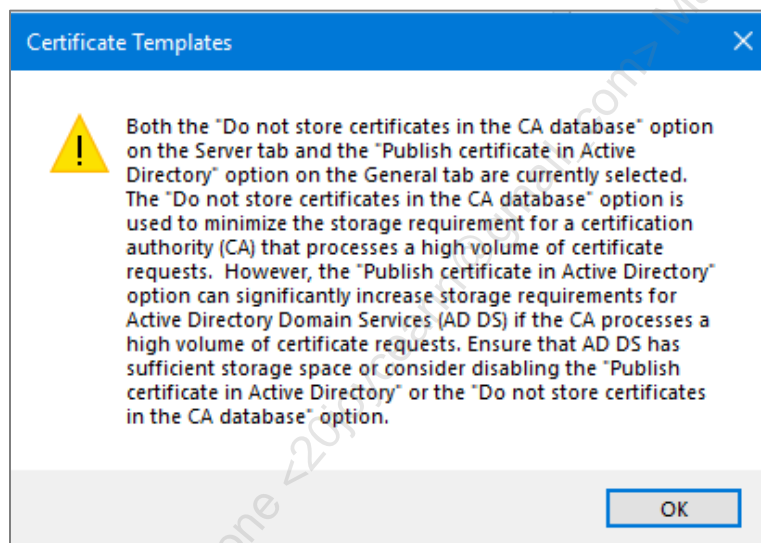 Certificate Templates
Both the "Do not store certificates in the CA database" option
on the Server tab and the "Publish certificate in Active
Directory" option on the General tab are currently selected.
The "Do not store certificates in the CA database" option is
used to minimize the storage requirement for a certification
authority (CA) that processes a high volume of certificate
requests.  However, the "Publish certificate in Active Directory"
option can significantly increase storage requirements for
Active Directory Domain Services (AD DS) if the CA processes a
high volume of certificate requests. Ensure that AD DS has
sufficient storage space or consider disabling the "Publish
certificate in Active Directory" or the "Do not store certificates
in the CA database" option.
OK